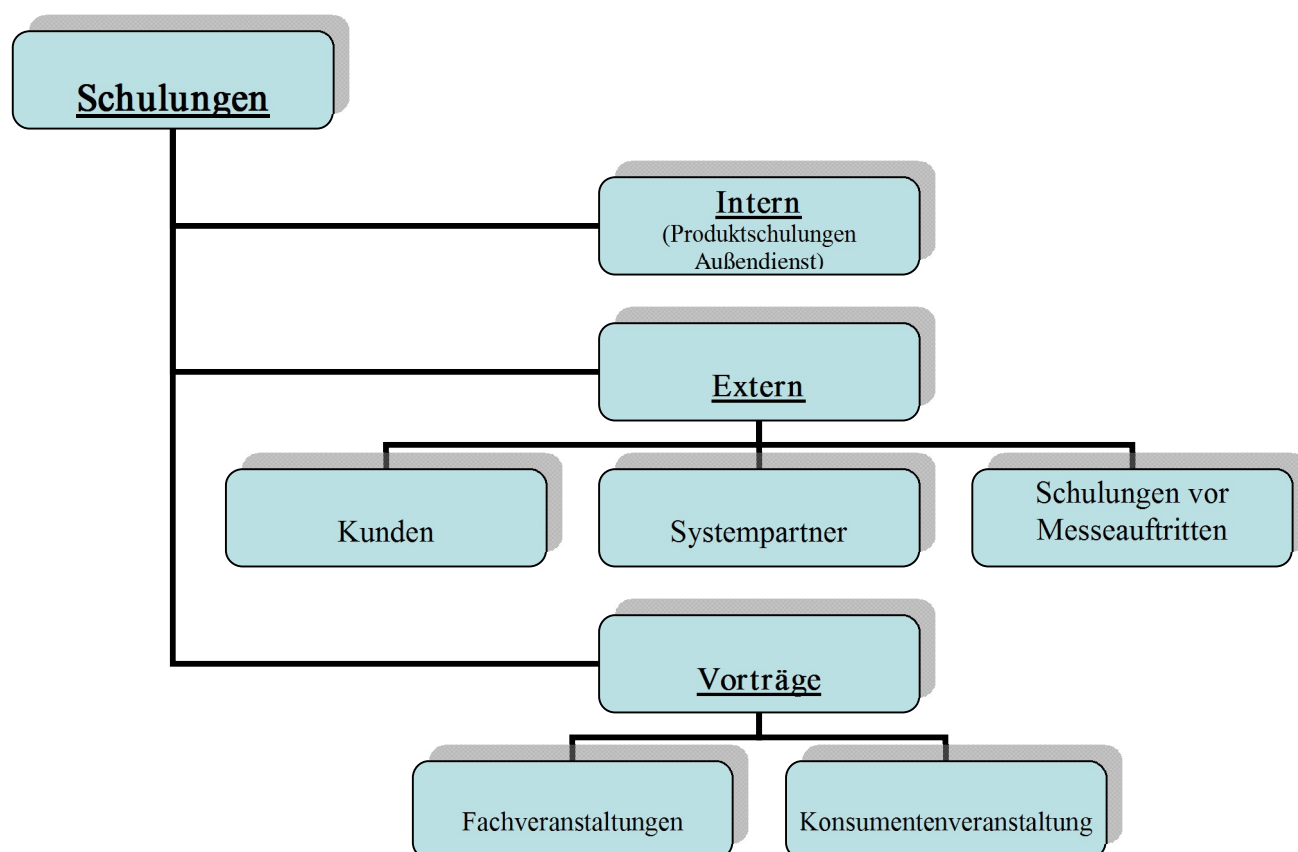 Schulungen
Intern
(Produktschulungen
Außendienst)
Extern
Kunden
Systempartner
Schulungen vor
Messeauftritten
Vorträge
Fachveranstaltungen
Konsumentenveranstaltung